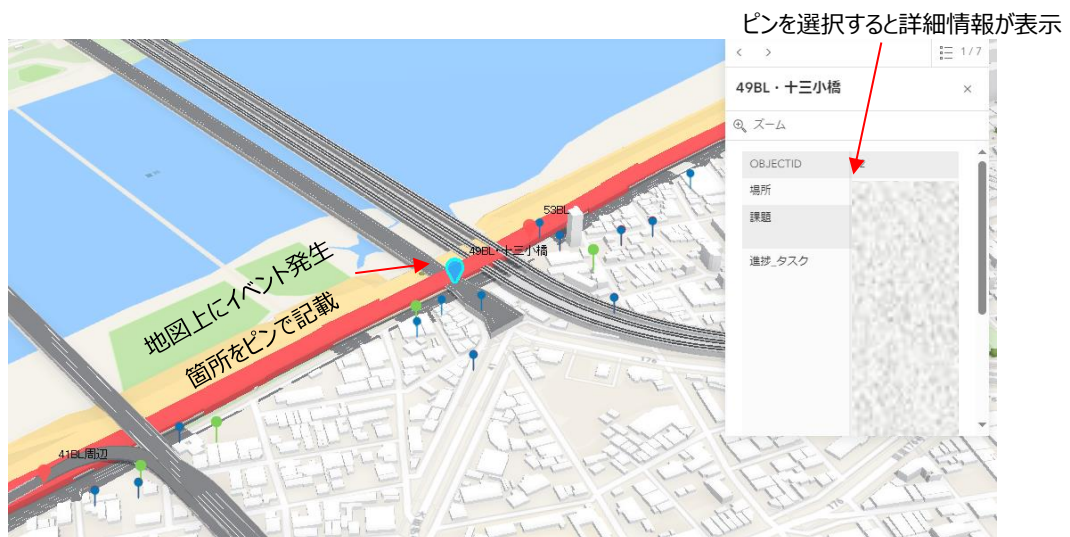 ピンを選択すると詳細情報が表示
1/7
49BL・十三小橋
ズーム
OBJECTID
場所
課題
進捗_タスク
53BL
49BL・十三小橋
地図上にイベント発生
箇所をピンで記載
41BL周辺
176